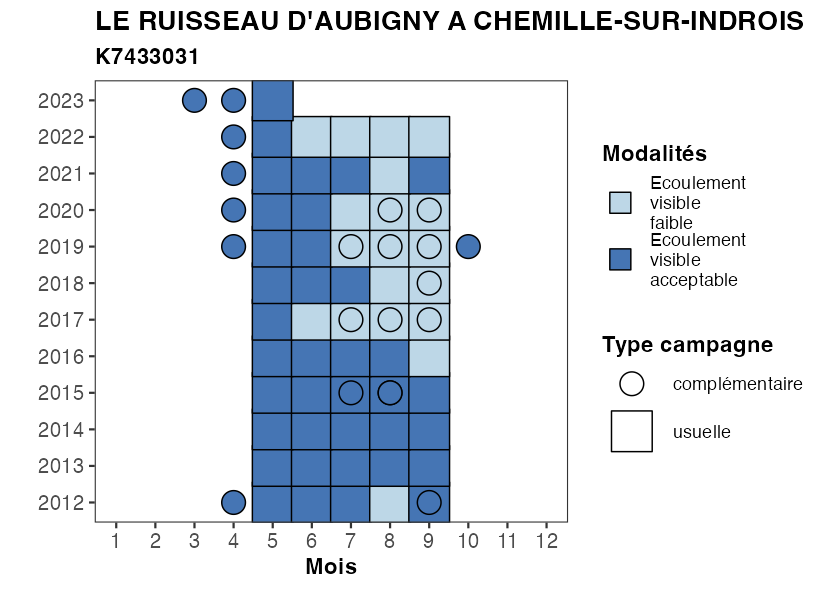 LE RUISSEAU D'AUBIGNY A CHEMILLE-SUR-INDROIS
K7433031
2023
2022
2021
2020
2019
2018
2017
2016
2015
2014
2013
2012
1 2 3 4 5 6 7 8 9 10 11 12
Mois
Modalités
Ecoulement
visible
faible
Ecoulement
visible
acceptable
Type campagne
complémentaire
usuelle